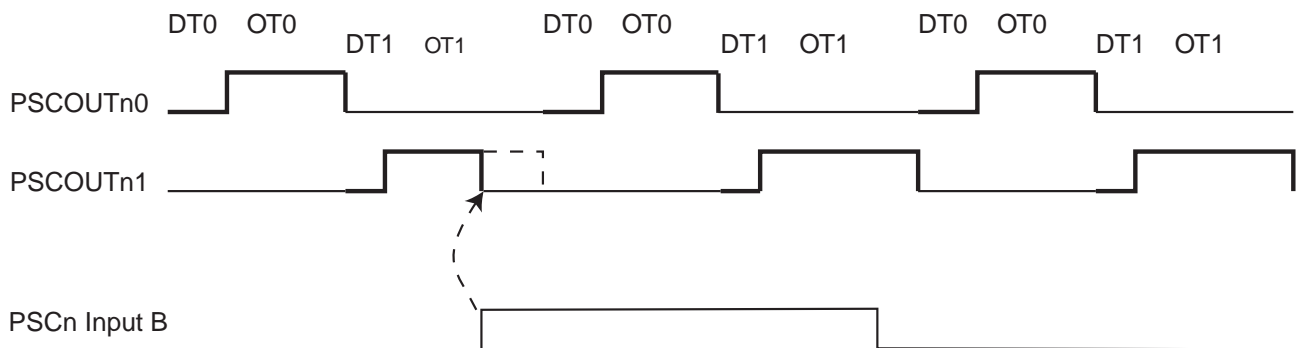 DT0 OT0 DT1 OT1 DT0 OT0 DT1 OT1 DT0 OT0 DT1 OT1
PSCOUTn0
PSCOUTn1
PSCn Input B